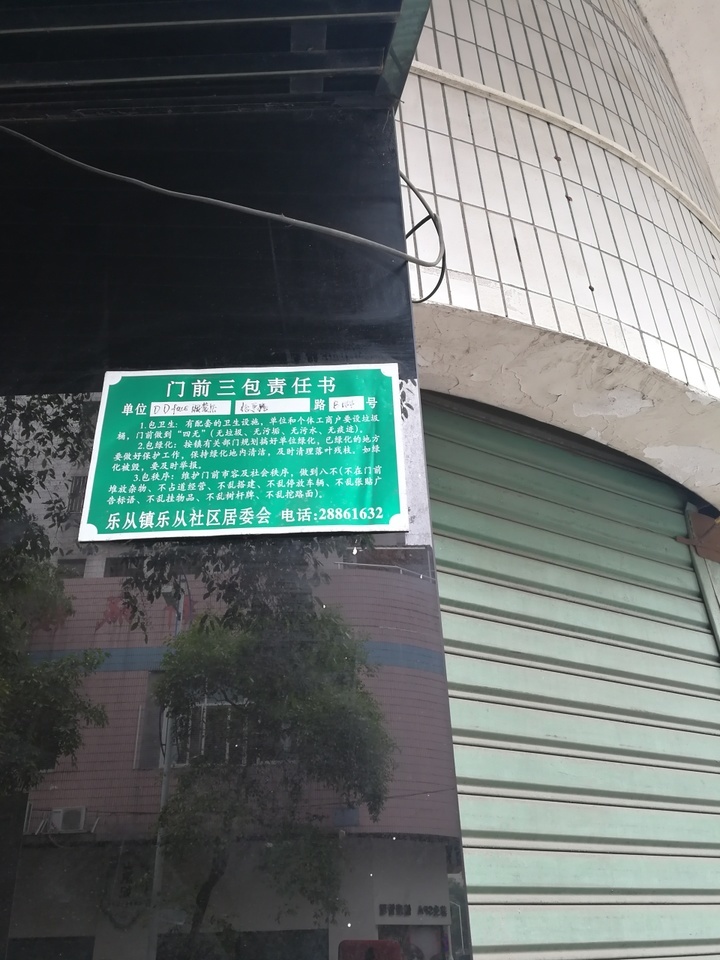 门前三包责任书
单位 路 号
1.包卫生：有配套的卫生设施，单位和个体工商户要设垃圾
桶，门前做到“四无”(无垃圾、无污垢、无污水、无痰迹)。
2.包绿化：按镇有关部门规划搞好单位绿化，已绿化的地方
要做好保护工作，保持绿化地内清洁，及时清理落叶残枝，如绿
化被毁，要及时举报。
3.包秩序：维护门前市容及社会秩序，做到八不(不在门前
堆放杂物、不占道经营、不乱搭建、不乱停放车辆、不乱张贴广
告标语、不乱挂物品、不乱树杆牌、不乱挖路面)。
乐从镇乐从社区居委会 电话:28861632